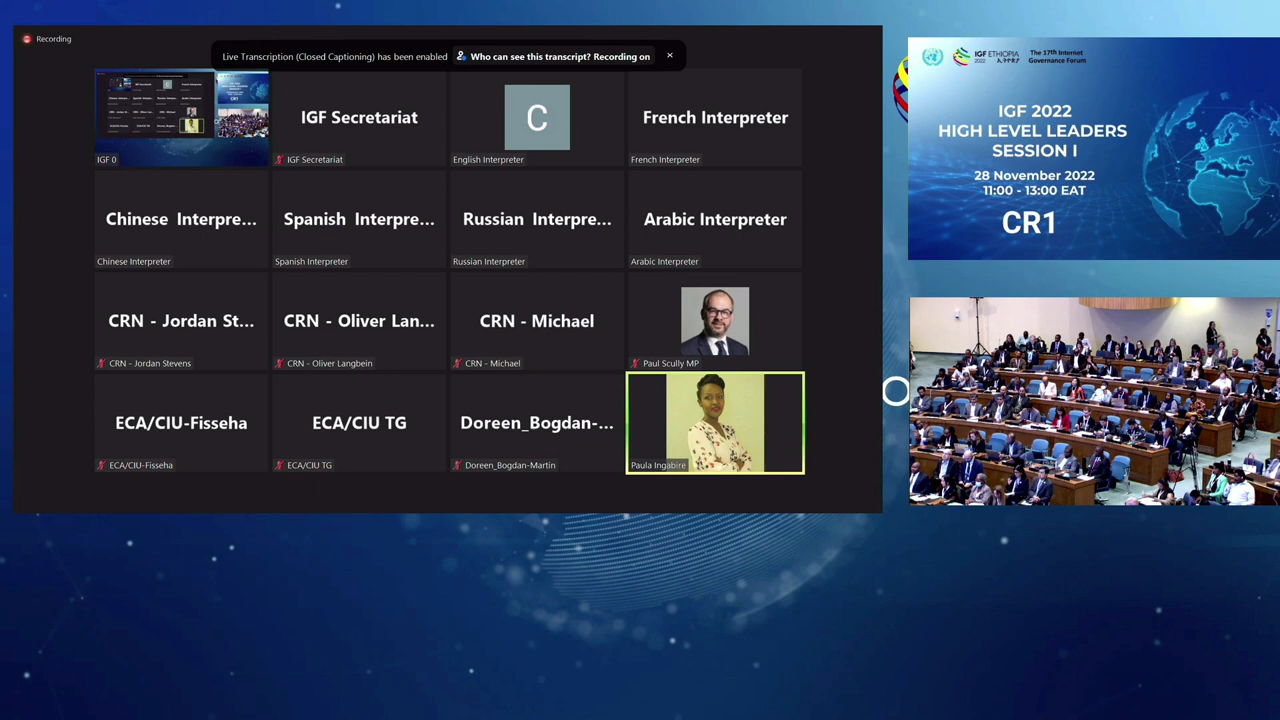 Recording
Live Transcription (Closed Captioning) has been enabled
Who can see this transcript? Recording on
IGF 0
IGF Secretariat
IGF Secretariat
C
English Interpreter
French Interpreter
French Interpreter
Chinese Interpre...
Chinese Interpreter
Spanish Interpre...
Spanish Interpreter
Russian Interpre...
Russian Interpreter
Arabic Interpreter
Arabic Interpreter
CRN - Jordan St...
CRN - Jordan Stevens
CRN - Oliver Lan...
CRN - Oliver Langbein
CRN - Michael
CRN - Michael
Paul Scully MP
ECA/CIU-Fisseha
ECA/CIU-Fisseha
ECA/CIU TG
ECA/CIU TG
Doreen_Bogdan-...
Doreen_Bogdan-Martin
Paula Ingabire
IGF ETHIOPIA
2022 ኢትዮጵያ
The 17th Internet
Governance Forum
IGF 2022
HIGH LEVEL LEADERS
SESSION I
28 November 2022
11:00 - 13:00 EAT
CR1